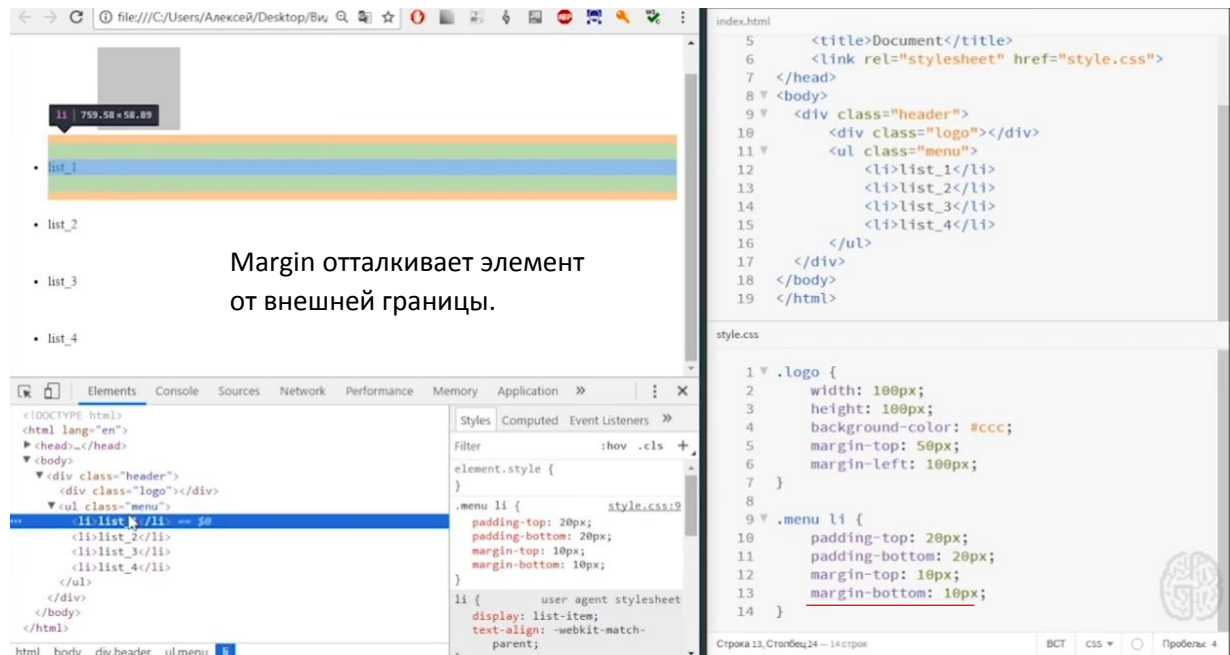 file:///C:/Users/Алексей/Desktop/Ви
li 759.58×58.89
• list_1
• list_2
• list_3
• list_4
Margin отталкивает элемент
от внешней границы.
Elements Console Sources Network Performance Memory Application »
<!DOCTYPE html>
<html lang="en">
<head>…</head>
<body>
<div class="header">
<div class="logo"></div>
<ul class="menu">
<li>list_1</li> == $0
<li>list_2</li>
<li>list_3</li>
<li>list_4</li>
</ul>
</div>
</body>
</html>
html body div.header ul.menu li
Styles Computed Event Listeners »
Filter :hov .cls +
element.style {
}
.menu li { style.css:9
padding-top: 20px;
padding-bottom: 20px;
margin-top: 10px;
margin-bottom: 10px;
}
li { user agent stylesheet
display: list-item;
text-align: -webkit-match-
parent;
index.html
5 <title>Document</title>
6 <link rel="stylesheet" href="style.css">
7 </head>
8 <body>
9 <div class="header">
10 <div class="logo"></div>
11 <ul class="menu">
12 <li>list_1</li>
13 <li>list_2</li>
14 <li>list_3</li>
15 <li>list_4</li>
16 </ul>
17 </div>
18 </body>
19 </html>
style.css
1 .logo {
2 width: 100px;
3 height: 100px;
4 background-color: #ccc;
5 margin-top: 50px;
6 margin-left: 100px;
7 }
8
9 .menu li {
10 padding-top: 20px;
11 padding-bottom: 20px;
12 margin-top: 10px;
13 margin-bottom: 10px;
14 }
Строка 13, Столбец 24 — 14 строк ВСТ CSS Пробелы: 4